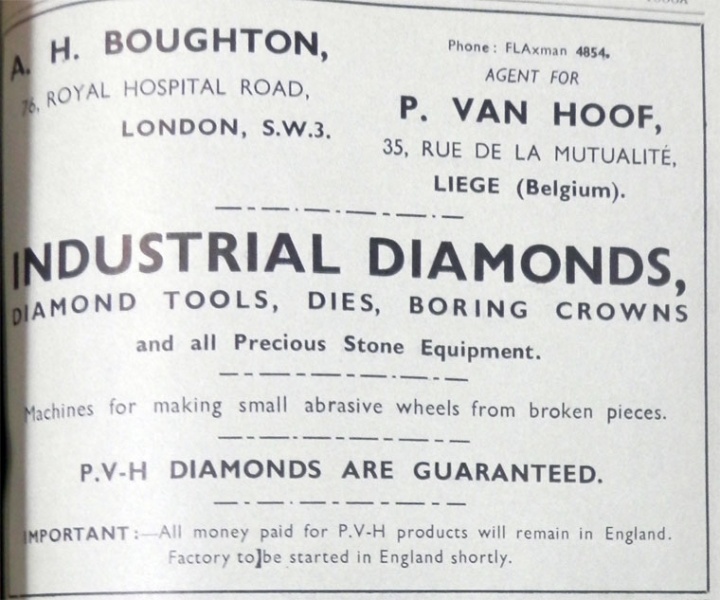 A. H. BOUGHTON,
76, ROYAL HOSPITAL ROAD,
LONDON, S.W.3.
Phone: FLAxman 4854.
AGENT FOR
P. VAN HOOF,
35, RUE DE LA MUTUALITÉ,
LIEGE (Belgium).
INDUSTRIAL DIAMONDS,
DIAMOND TOOLS, DIES, BORING CROWNS
and all Precious Stone Equipment.
Machines for making small abrasive wheels from broken pieces.
P.V-H DIAMONDS ARE GUARANTEED.
IMPORTANT:—All money paid for P.V-H products will remain in England.
Factory to be started in England shortly.